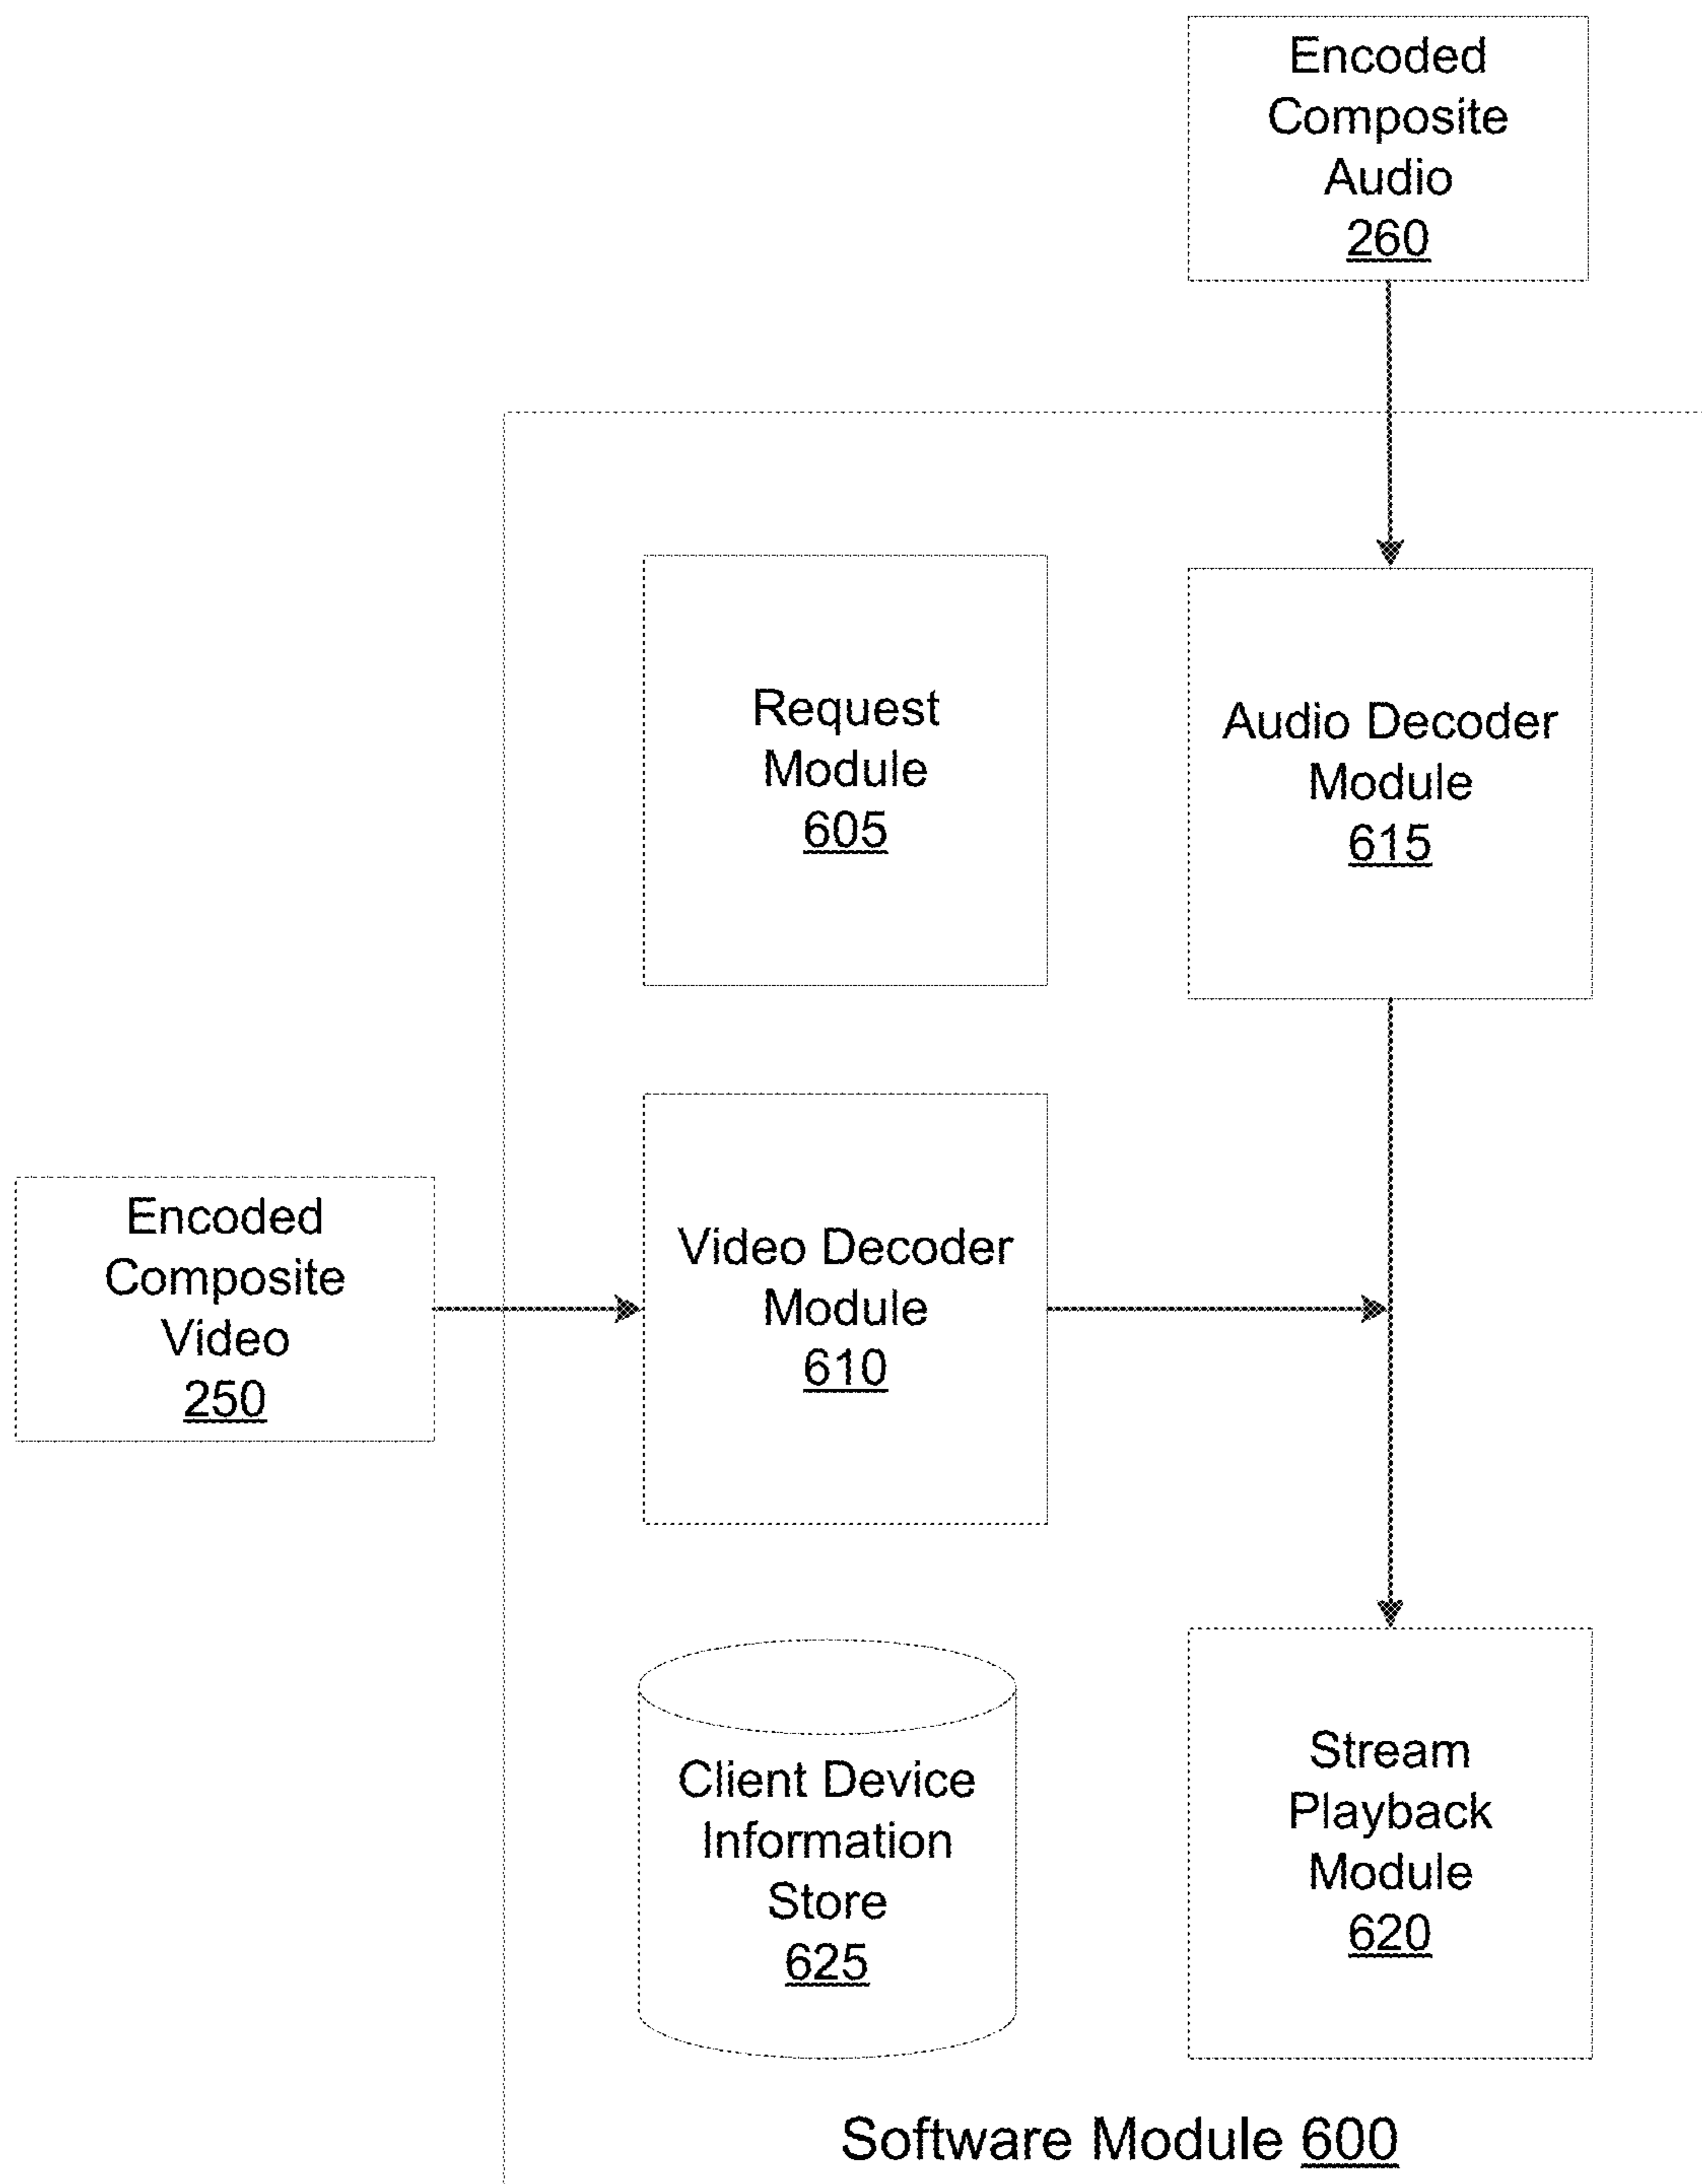 Encoded
Composite
Audio
260
Request
Module
605
Audio Decoder
Module
615
Encoded
Composite
Video
250
Video Decoder
Module
610
Client Device
Information
Store
625
Stream
Playback
Module
620
Software Module 600